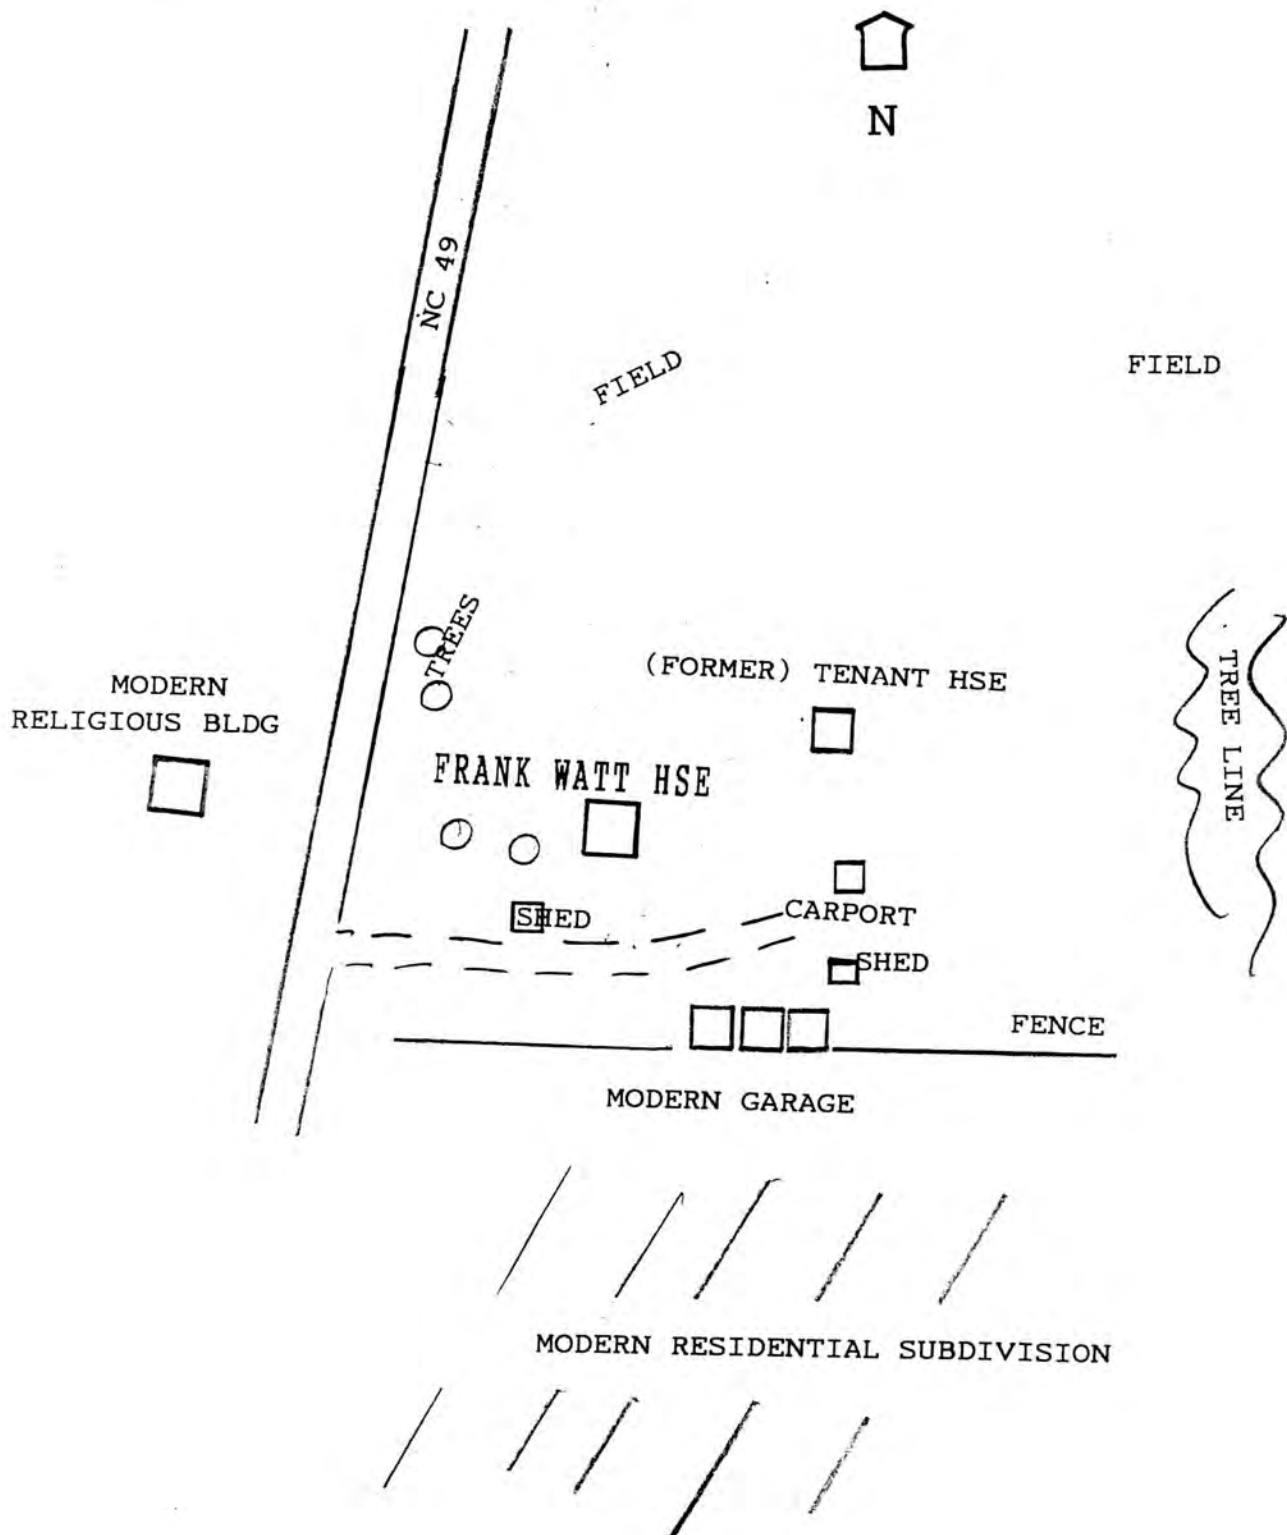 N
NC 49
FIELD
FIELD
TREES
(FORMER) TENANT HSE
MODERN
RELIGIOUS BLDG
TREE LINE
FRANK WATT HSE
SHED
CARPORT
SHED
FENCE
MODERN GARAGE
MODERN RESIDENTIAL SUBDIVISION